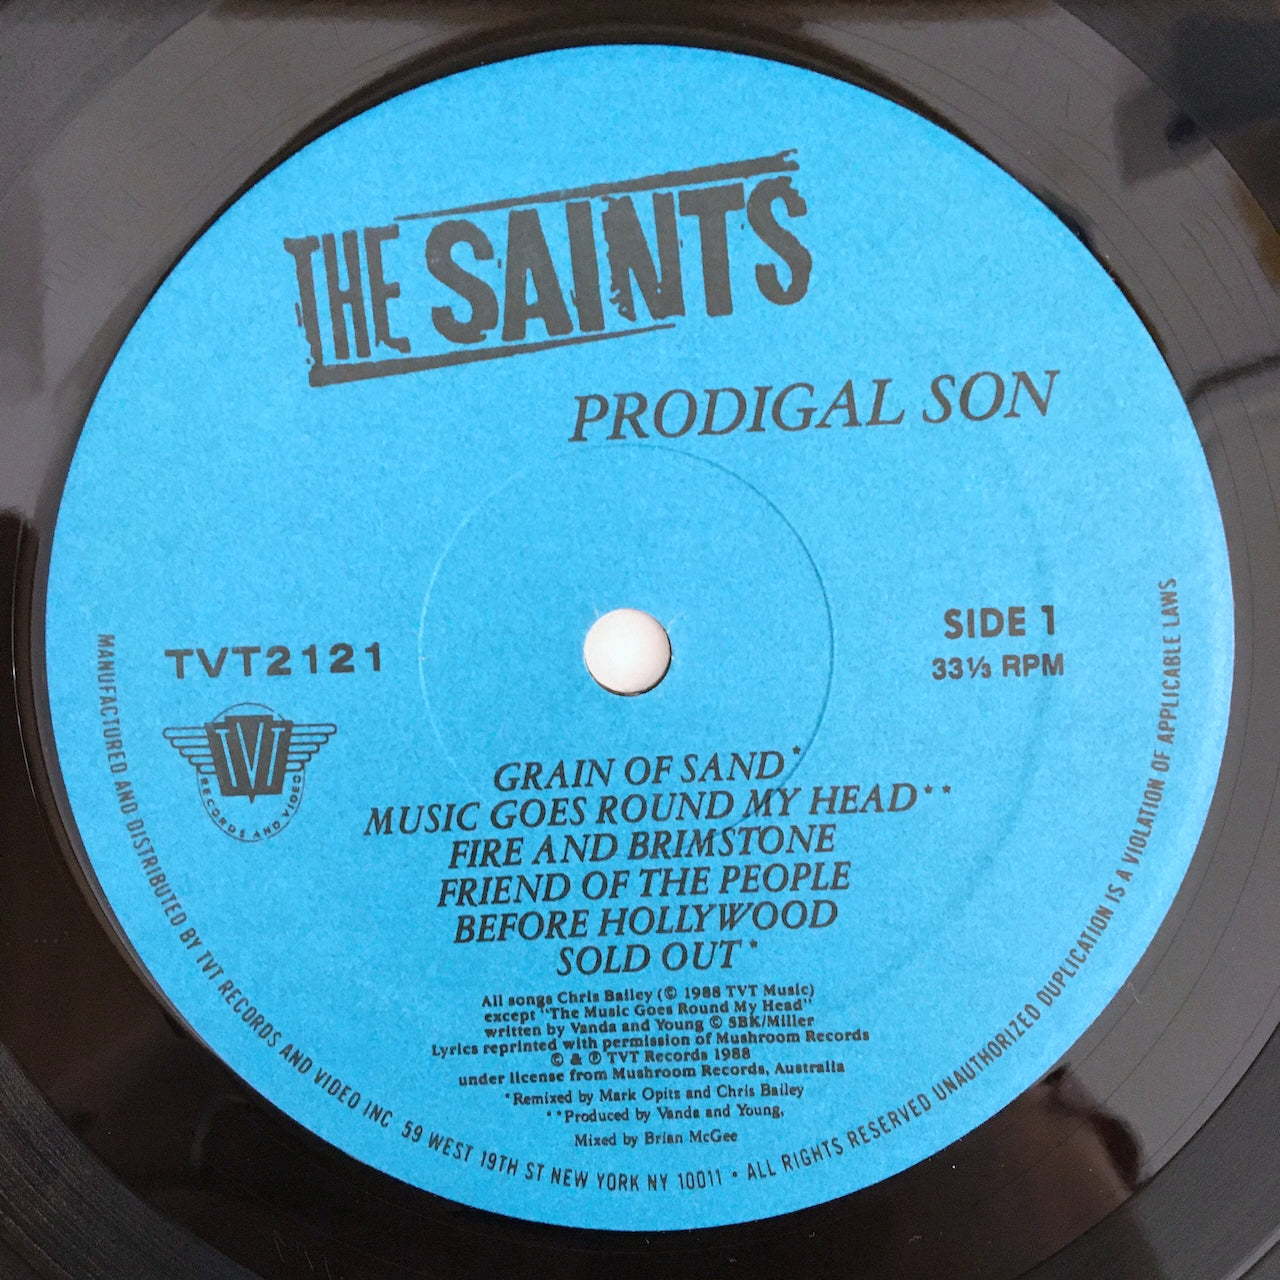 THE SAINTS
PRODIGAL SON
TVT2121
SIDE 1
33⅓ RPM
TVT
RECORDS AND VIDEO
GRAIN OF SAND*
MUSIC GOES ROUND MY HEAD**
FIRE AND BRIMSTONE
FRIEND OF THE PEOPLE
BEFORE HOLLYWOOD
SOLD OUT*
All songs Chris Bailey (© 1988 TVT Music)
except "The Music Goes Round My Head"
written by Vanda and Young © SBK/Miller
Lyrics reprinted with permission of Mushroom Records
© & ℗ TVT Records 1988
under license from Mushroom Records, Australia
*Remixed by Mark Opitz and Chris Bailey
**Produced by Vanda and Young,
Mixed by Brian McGee
MANUFACTURED AND DISTRIBUTED BY TVT RECORDS AND VIDEO INC 59 WEST 19TH ST NEW YORK NY 10011 • ALL RIGHTS RESERVED UNAUTHORIZED DUPLICATION IS A VIOLATION OF APPLICABLE LAWS